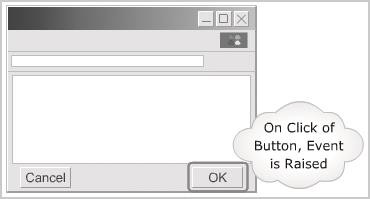 On Click of
Button, Event
is Raised
Cancel
OK